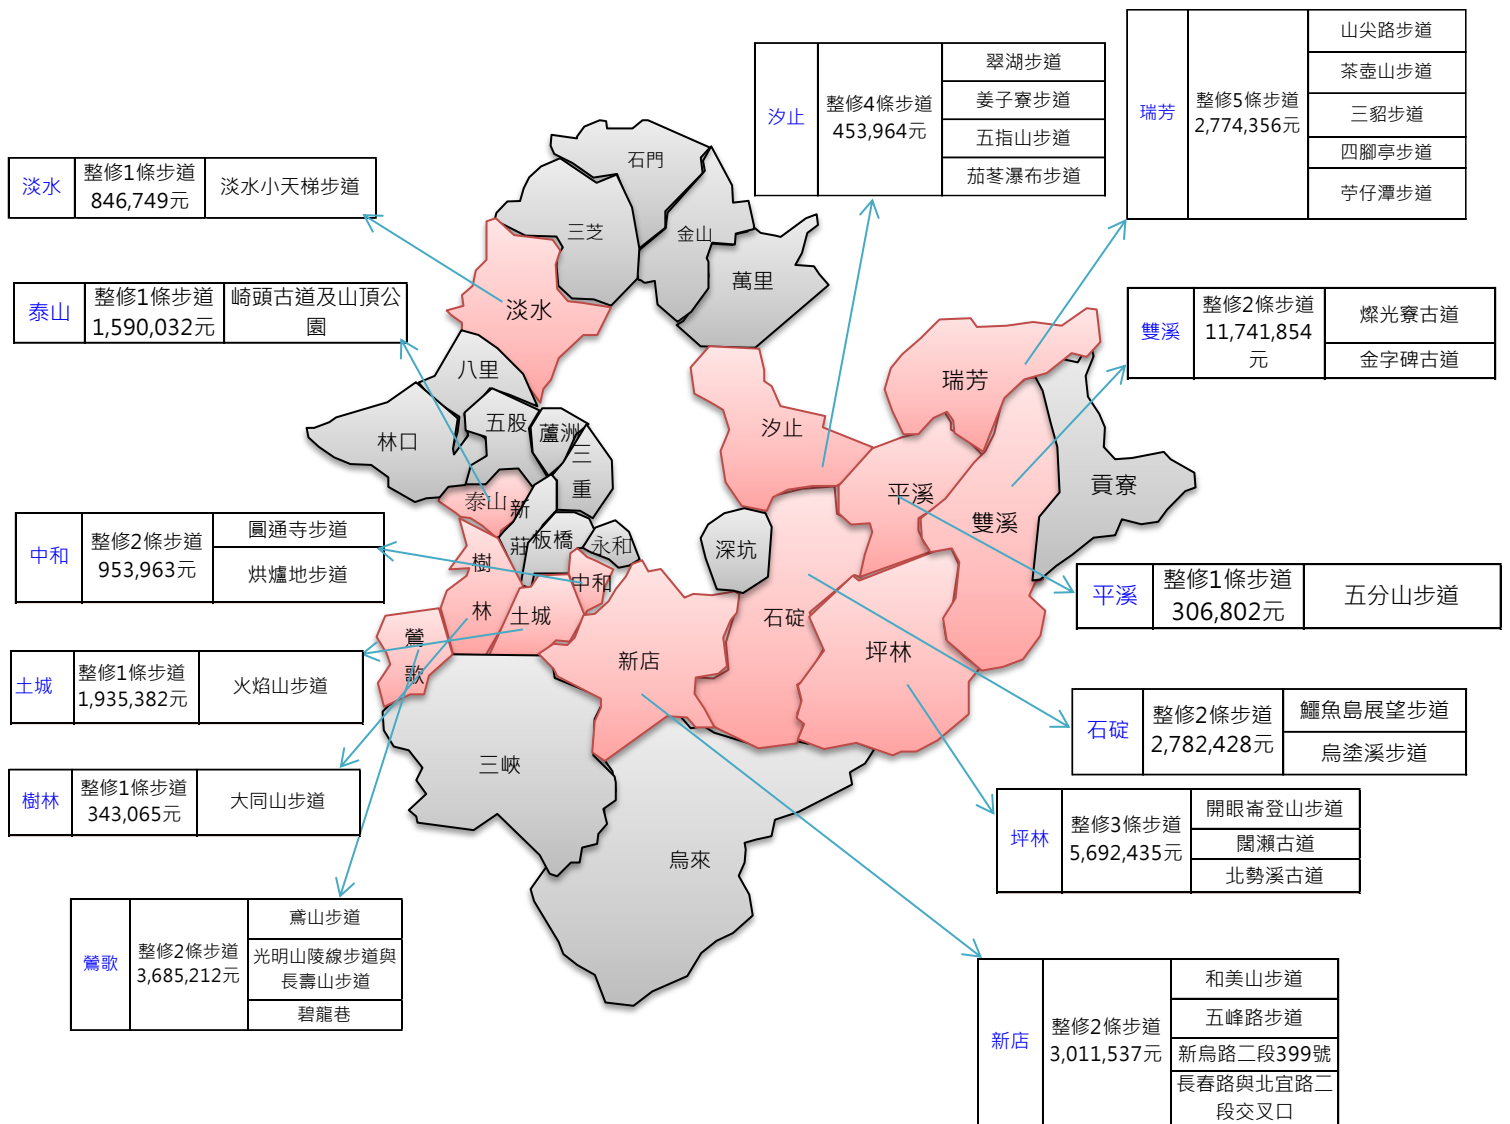 汐止
整修4條步道
453,964元
翠湖步道
姜子寮步道
五指山步道
茄苳瀑布步道
瑞芳
整修5條步道
2,774,356元
山尖路步道
茶壺山步道
三貂步道
四腳亭步道
苧仔潭步道
淡水
整修1條步道
846,749元
淡水小天梯步道
泰山
整修1條步道
1,590,032元
崎頭古道及山頂公
園
雙溪
整修2條步道
11,741,854
元
燦光寮古道
金字碑古道
中和
整修2條步道
953,963元
圓通寺步道
烘爐地步道
平溪
整修1條步道
306,802元
五分山步道
土城
整修1條步道
1,935,382元
火焰山步道
石碇
整修2條步道
2,782,428元
鱷魚島展望步道
烏塗溪步道
樹林
整修1條步道
343,065元
大同山步道
坪林
整修3條步道
5,692,435元
開眼崙登山步道
闊瀨古道
北勢溪古道
鶯歌
整修2條步道
3,685,212元
鳶山步道
光明山陵線步道與
長壽山步道
碧龍巷
新店
整修2條步道
3,011,537元
和美山步道
五峰路步道
新烏路二段399號
長春路與北宜路二
段交叉口
石門
三芝
金山
萬里
淡水
八里
林口
五股
蘆洲
三
重
泰山
新
莊
板橋
永和
中和
樹
林
土城
鶯
歌
新店
三峽
烏來
深坑
石碇
坪林
汐止
平溪
瑞芳
雙溪
貢寮